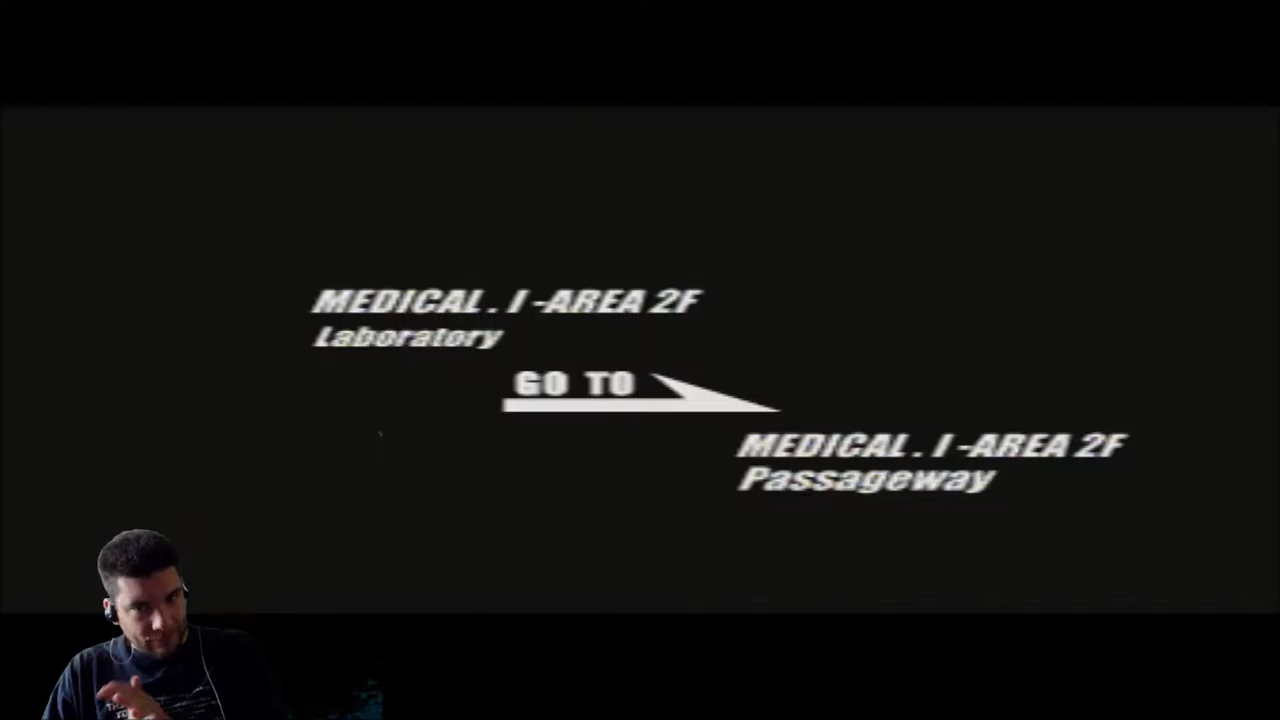 MEDICAL. I-AREA 2F
Laboratory
GO TO
MEDICAL. I-AREA 2F
Passageway